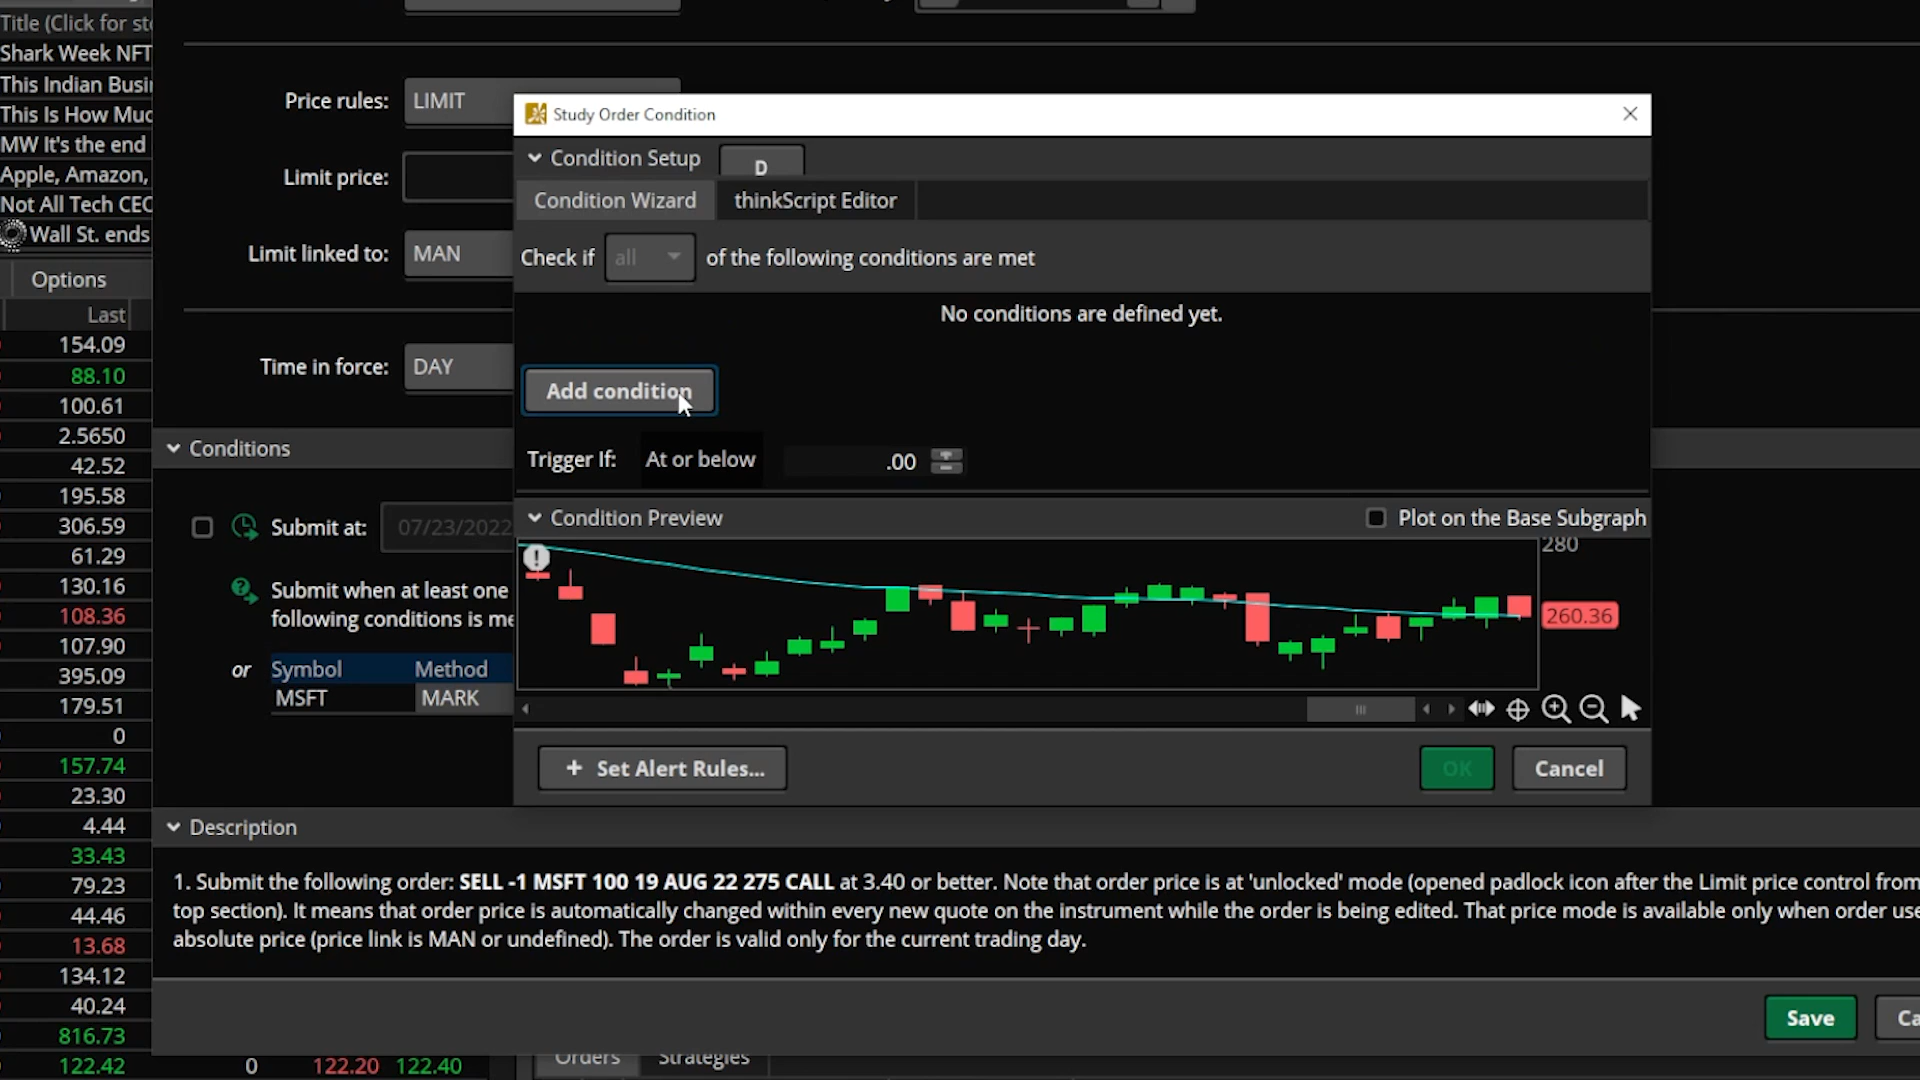 Title (Click for st
Shark Week NFT
This Indian Busi
This Is How Muc
MW It's the end
Apple, Amazon,
Not All Tech CEC
Wall St. ends
Options
Last
154.09
88.10
100.61
2.5650
42.52
195.58
306.59
61.29
130.16
108.36
107.90
395.09
179.51
0
157.74
23.30
4.44
33.43
79.23
44.46
13.68
134.12
40.24
816.73
122.42 0 122.20 122.40
Price rules: LIMIT
Limit price:
Limit linked to: MAN
Time in force: DAY
Conditions
Submit at: 07/23/2022
Submit when at least one
following conditions is me
or Symbol Method
MSFT MARK
Study Order Condition
Condition Setup D
Condition Wizard thinkScript Editor
Check if all of the following conditions are met
No conditions are defined yet.
Add condition
Trigger If: At or below .00
Condition Preview Plot on the Base Subgraph
280
260.36
+ Set Alert Rules... OK Cancel
Description
1. Submit the following order: SELL -1 MSFT 100 19 AUG 22 275 CALL at 3.40 or better. Note that order price is at 'unlocked' mode (opened padlock icon after the Limit price control from
top section). It means that order price is automatically changed within every new quote on the instrument while the order is being edited. That price mode is available only when order use
absolute price (price link is MAN or undefined). The order is valid only for the current trading day.
Save Ca
Orders Strategies